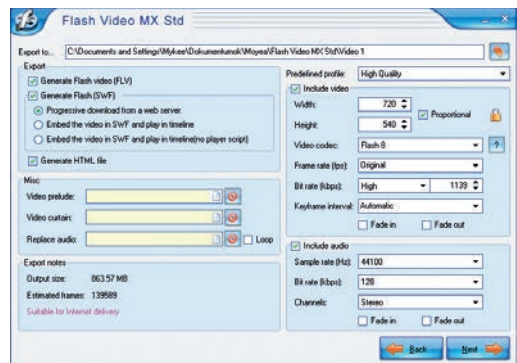 Flash Video MX Std
Export to... C:\Documents and Settings\Mykee\Dokumentumok\Moyea\Flash Video MX Std\Video 1
Export
Generate Flash video (FLV)
Generate Flash (SWF)
Progressive download from a web server.
Embed the video in SWF and play in timeline
Embed the video in SWF and play in timeline(no player script)
Generate HTML file
Misc
Video prelude:
Video curtain:
Replace audio: Loop
Export notes
Output size: 863.57 MB
Estimated frames: 139589
Suitable for Internet delivery
Predefined profile: High Quality
Include video
Width: 720
Proportional
Height: 540
Video codec: Flash 8 ?
Frame rate (fps): Original
Bit rate (kbps): High 1139
Keyframe interval: Automatic
Fade in Fade out
Include audio
Sample rate (Hz): 44100
Bit rate (kbps): 128
Channels: Stereo
Fade in Fade out
Back Next